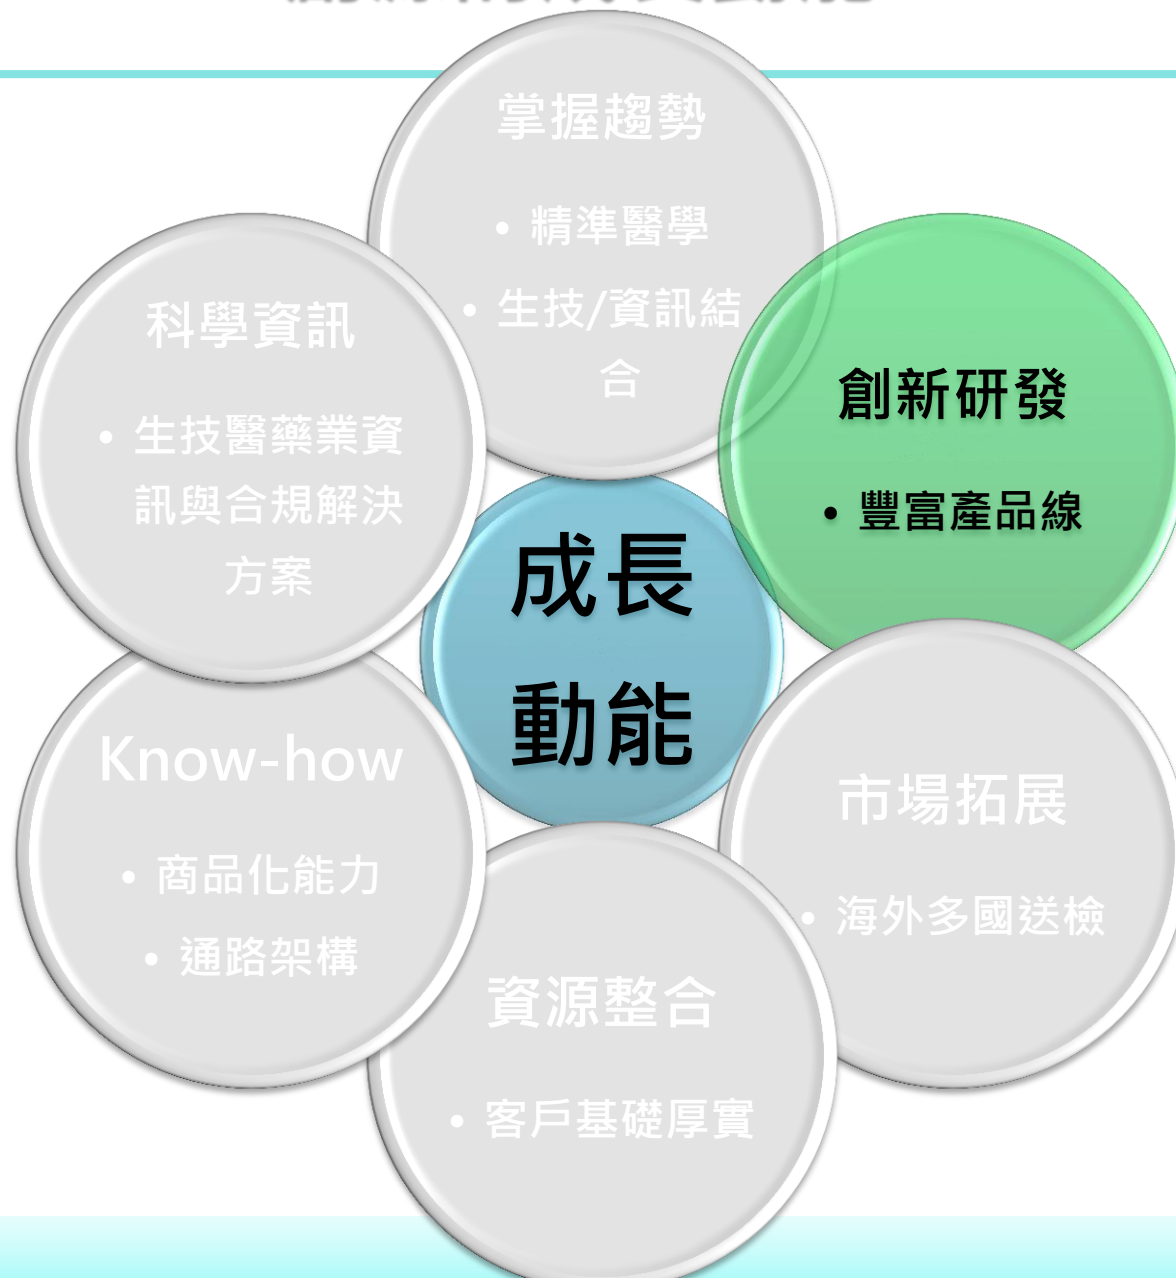 掌握趨勢
• 精準醫學
• 生技/資訊結
合
創新研發
• 豐富產品線
市場拓展
• 海外多國送檢
資源整合
• 客戶基礎厚實
Know-how
• 商品化能力
• 通路架構
科學資訊
• 生技醫藥業資
訊與合規解決
方案
成長
動能